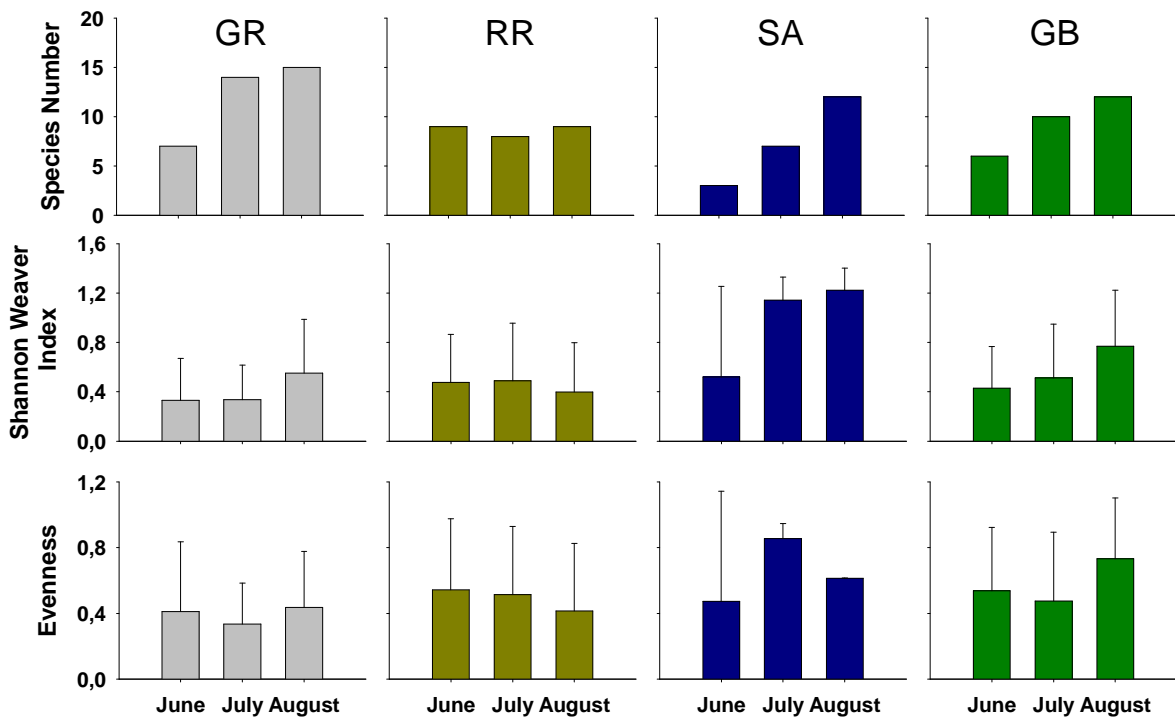 GR RR SA GB
Species Number
20
15
10
5
0
Shannon Weaver
Index
1,6
1,2
0,8
0,4
0,0
Evenness
1,2
0,8
0,4
0,0
June July August June July August June July August June July August